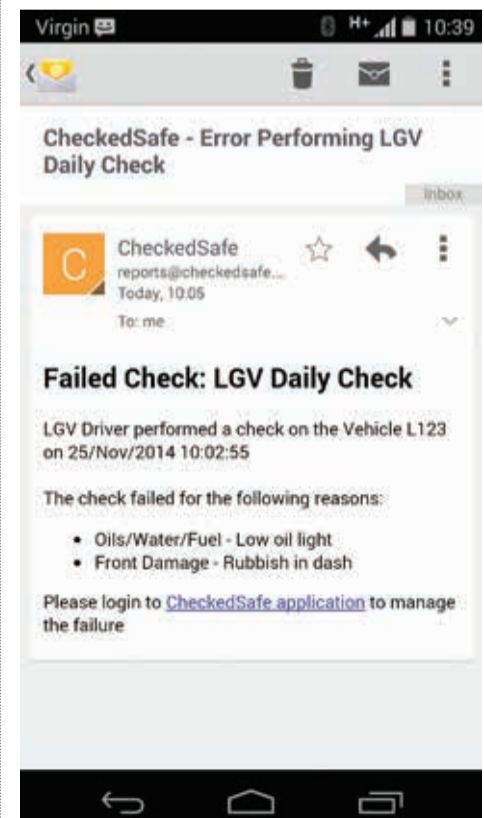 Virgin
H+
10:39
CheckedSafe - Error Performing LGV
Daily Check
Inbox
C
CheckedSafe
reports@checkedsafe...
Today, 10:05
To: me
Failed Check: LGV Daily Check
LGV Driver performed a check on the Vehicle L123
on 25/Nov/2014 10:02:55
The check failed for the following reasons:
• Oils/Water/Fuel - Low oil light
• Front Damage - Rubbish in dash
Please login to CheckedSafe application to manage
the failure